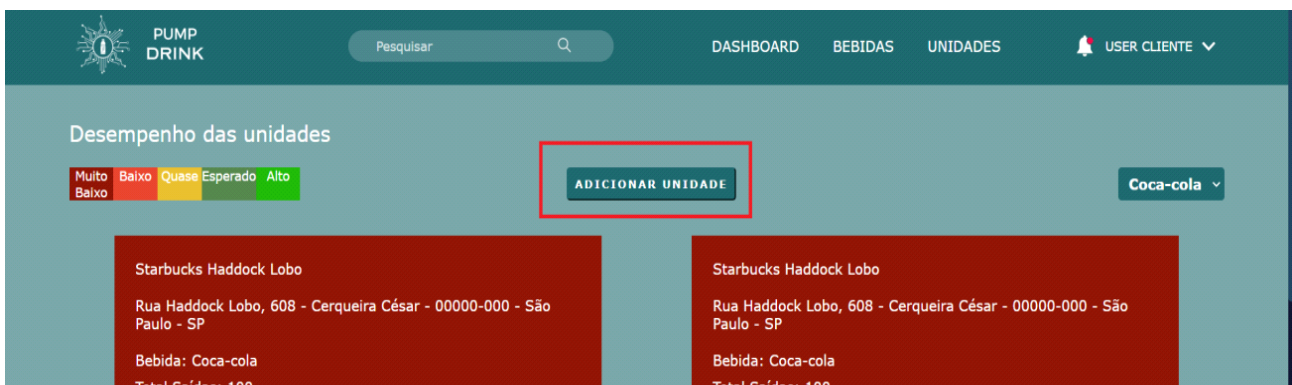 PUMP
DRINK
Pesquisar
DASHBOARD
BEBIDAS
UNIDADES
USER CLIENTE
Desempenho das unidades
Muito
Baixo
Baixo
Quase
Esperado
Alto
ADICIONAR UNIDADE
Coca-cola
Starbucks Haddock Lobo
Rua Haddock Lobo, 608 - Cerqueira César - 00000-000 - São
Paulo - SP
Bebida: Coca-cola
Starbucks Haddock Lobo
Rua Haddock Lobo, 608 - Cerqueira César - 00000-000 - São
Paulo - SP
Bebida: Coca-cola